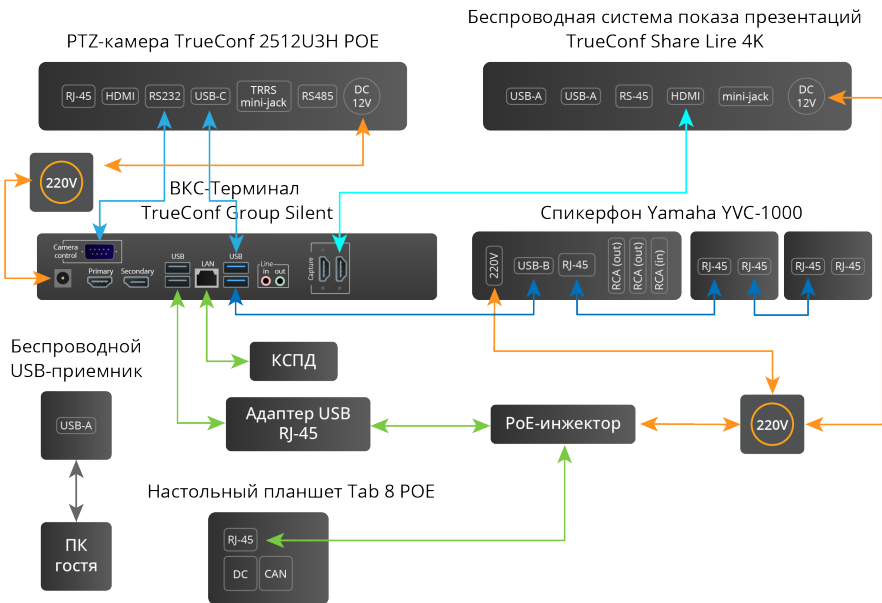 Беспроводная система показа презентаций
TrueConf Share Lire 4K
PTZ-камера TrueConf 2512U3H POE
RJ-45
HDMI
RS232
USB-C
TRRS
mini-jack
RS485
DC
12V
USB-A
USB-A
RS-45
HDMI
mini-jack
DC
12V
220V
ВКС-Терминал
TrueConf Group Silent
Спикерфон Yamaha YVC-1000
Camera
control
Primary
Secondary
USB
LAN
USB
Line
in
out
Capture
220V
USB-B
RJ-45
RCA (out)
RCA (out)
RCA (in)
RJ-45
RJ-45
RJ-45
RJ-45
Беспроводной
USB-приемник
КСПД
USB-A
Адаптер USB
RJ-45
PoE-инжектор
220V
Настольный планшет Tab 8 POE
ПК
гостя
RJ-45
DC
CAN